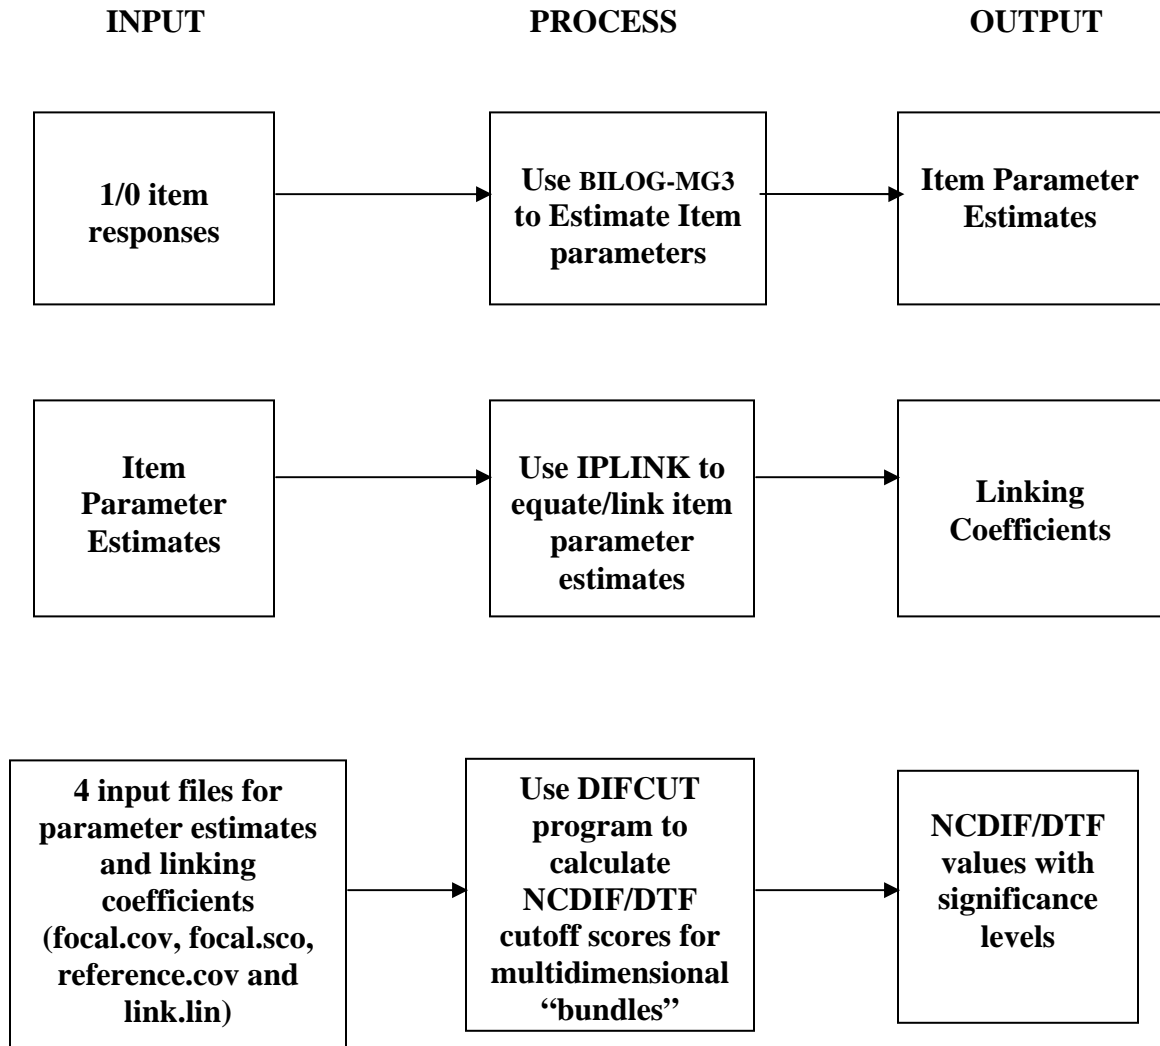 INPUT
PROCESS
OUTPUT
1/0 item
responses
Use BILOG-MG3
to Estimate Item
parameters
Item Parameter
Estimates
Item
Parameter
Estimates
Use IPLINK to
equate/link item
parameter
estimates
Linking
Coefficients
4 input files for
parameter estimates
and linking
coefficients
(focal.cov, focal.sco,
reference.cov and
link.lin)
Use DIFCUT
program to
calculate
NCDIF/DTF
cutoff scores for
multidimensional
“bundles”
NCDIF/DTF
values with
significance
levels